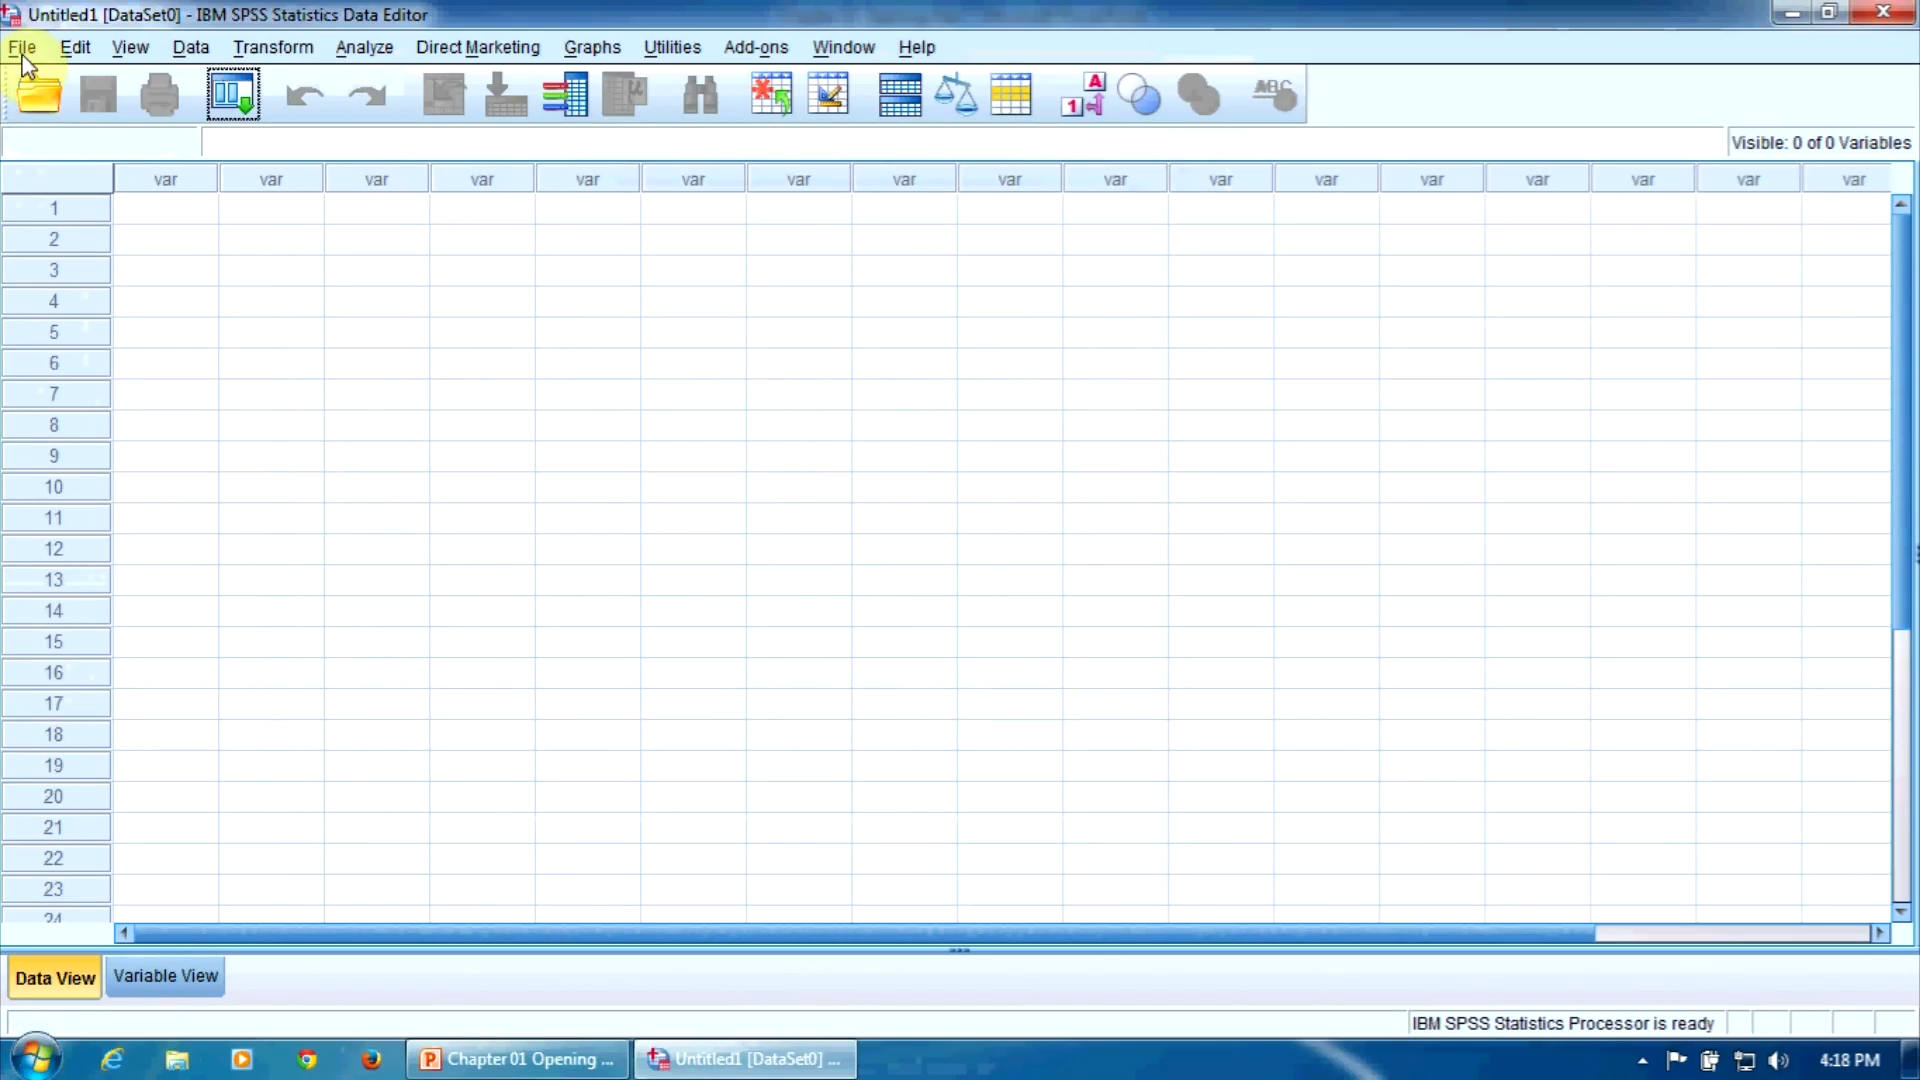 Untitled1 [DataSet0] - IBM SPSS Statistics Data Editor
File Edit View Data Transform Analyze Direct Marketing Graphs Utilities Add-ons Window Help
A
1
μ
ABC
Visible: 0 of 0 Variables
var var var var var var var var var var var var var var var var var
1
2
3
4
5
6
7
8
9
10
11
12
13
14
15
16
17
18
19
20
21
22
23
24
Data View Variable View
IBM SPSS Statistics Processor is ready
Chapter 01 Opening ... Untitled1 [DataSet0] ... 4:18 PM